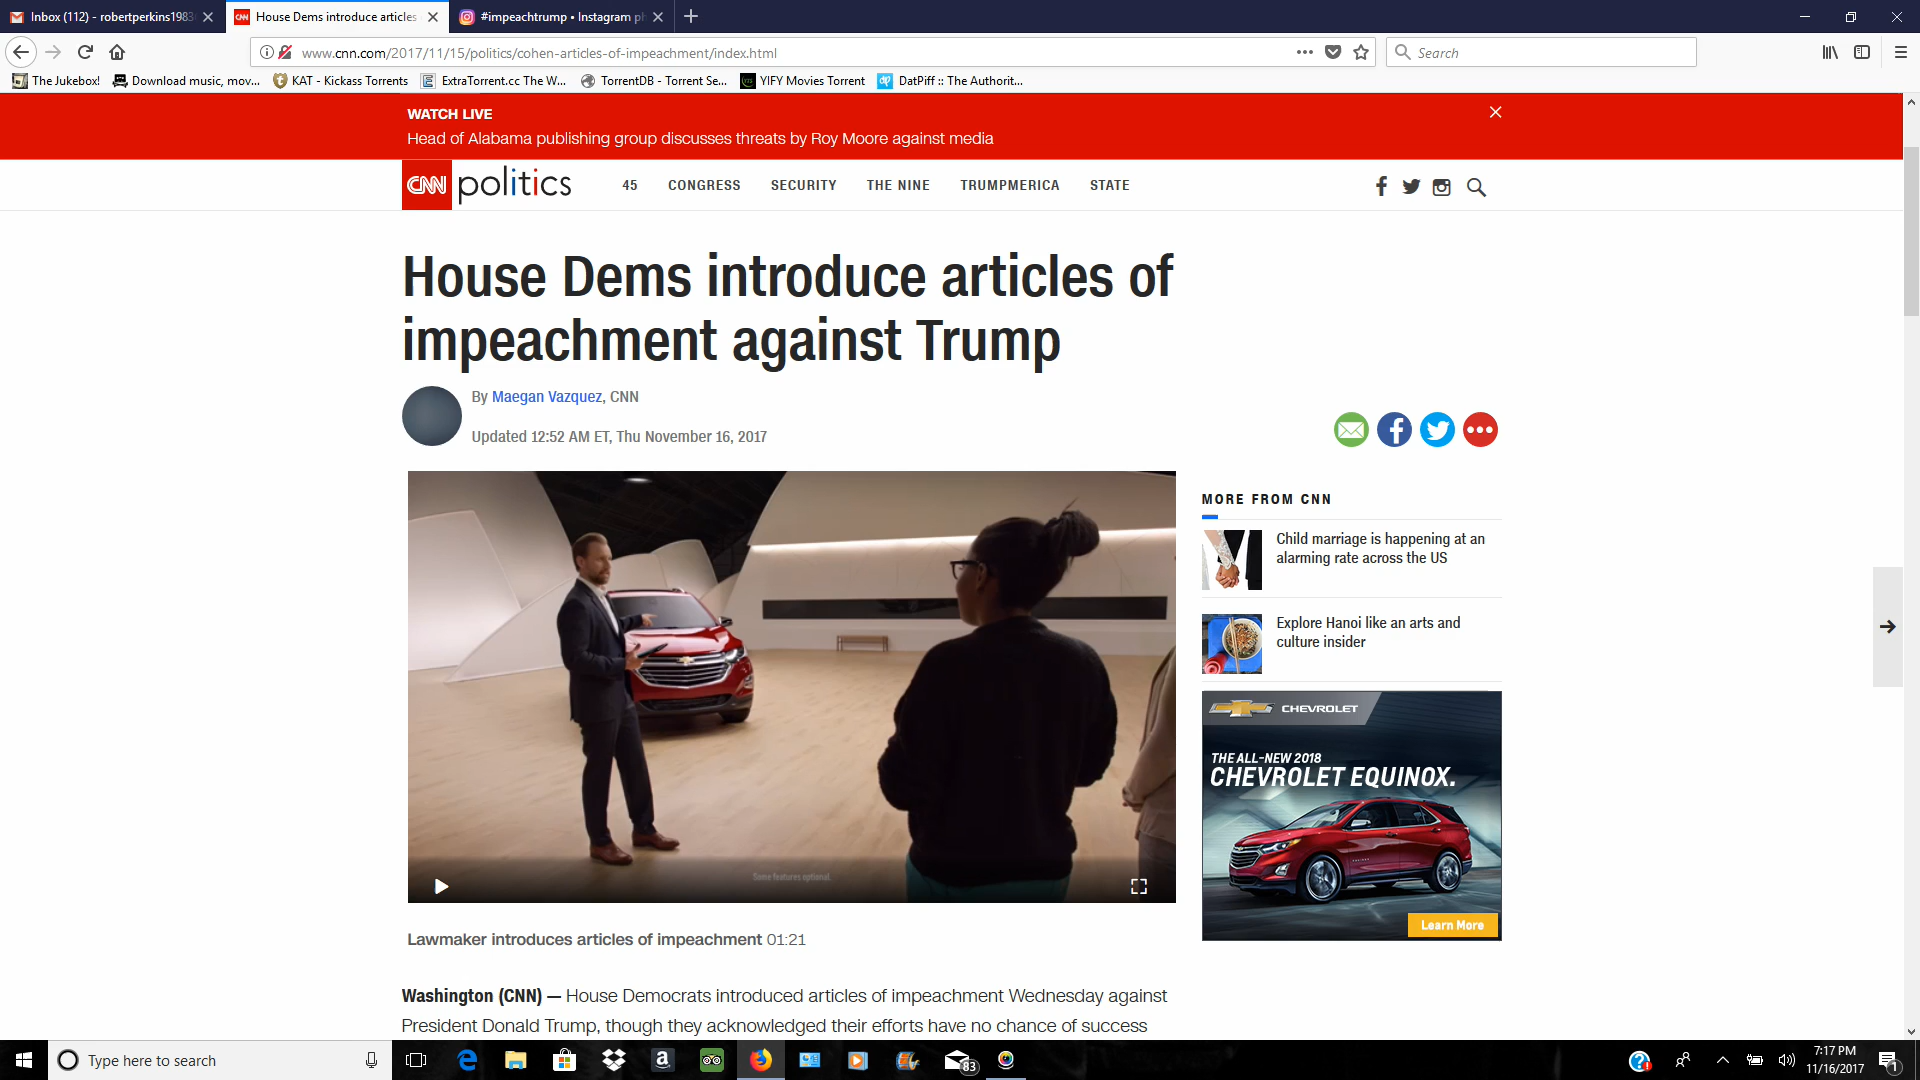 Inbox (112) - robertperkins1983
House Dems introduce articles
#impeachtrump • Instagram ph
www.cnn.com/2017/11/15/politics/cohen-articles-of-impeachment/index.html
Search
The Jukebox!
Download music, mov...
KAT - Kickass Torrents
ExtraTorrent.cc The W...
TorrentDB - Torrent Se...
YIFY Movies Torrent
DatPiff :: The Authorit...
WATCH LIVE
Head of Alabama publishing group discusses threats by Roy Moore against media
CNN politics
45
CONGRESS
SECURITY
THE NINE
TRUMPMERICA
STATE
House Dems introduce articles of
impeachment against Trump
By Maegan Vazquez, CNN
Updated 12:52 AM ET, Thu November 16, 2017
Some features optional.
Lawmaker introduces articles of impeachment 01:21
Washington (CNN) — House Democrats introduced articles of impeachment Wednesday against
President Donald Trump, though they acknowledged their efforts have no chance of success
MORE FROM CNN
Child marriage is happening at an
alarming rate across the US
Explore Hanoi like an arts and
culture insider
CHEVROLET
THE ALL-NEW 2018
CHEVROLET EQUINOX.
Learn More
Type here to search
83
7:17 PM
11/16/2017
1